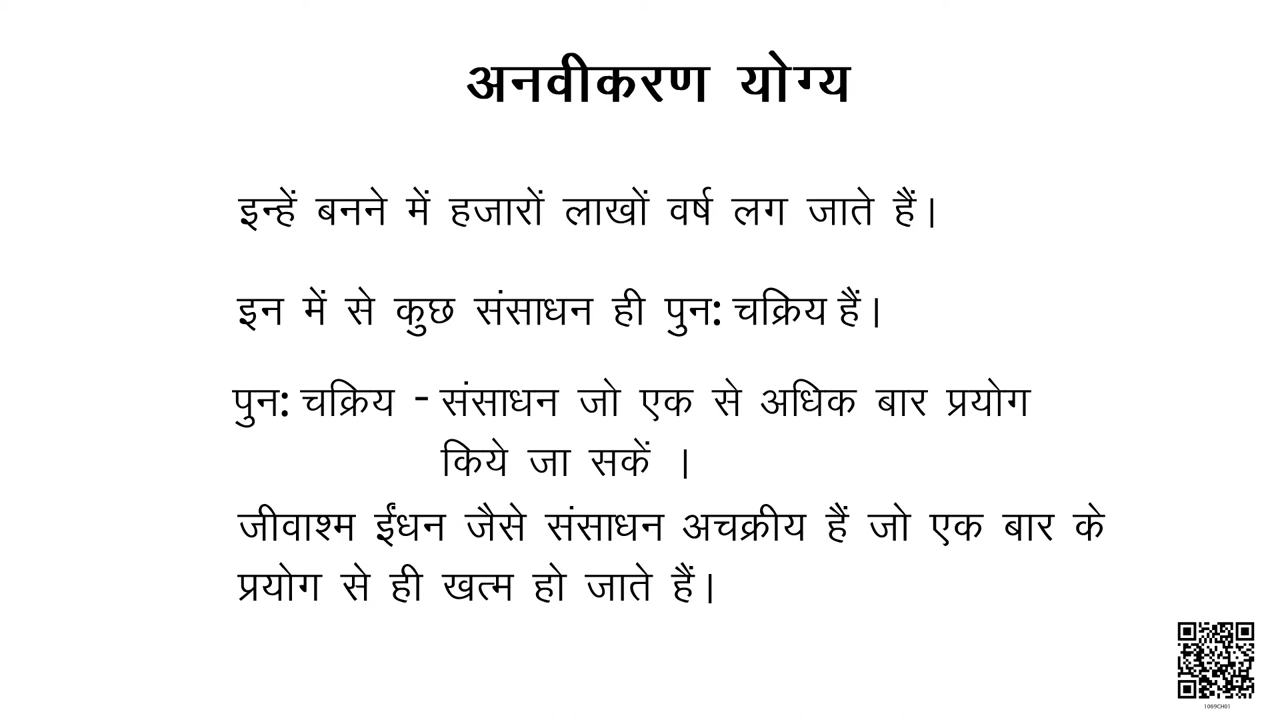 अनवीकरण योग्य
इन्हें बनने में हजारों लाखों वर्ष लग जाते हैं।
इन में से कुछ संसाधन ही पुन: चक्रिय हैं।
पुन: चक्रिय - संसाधन जो एक से अधिक बार प्रयोग
किये जा सकें ।
जीवाश्म ईंधन जैसे संसाधन अचक्रीय हैं जो एक बार के
प्रयोग से ही खत्म हो जाते हैं।
1069CH01